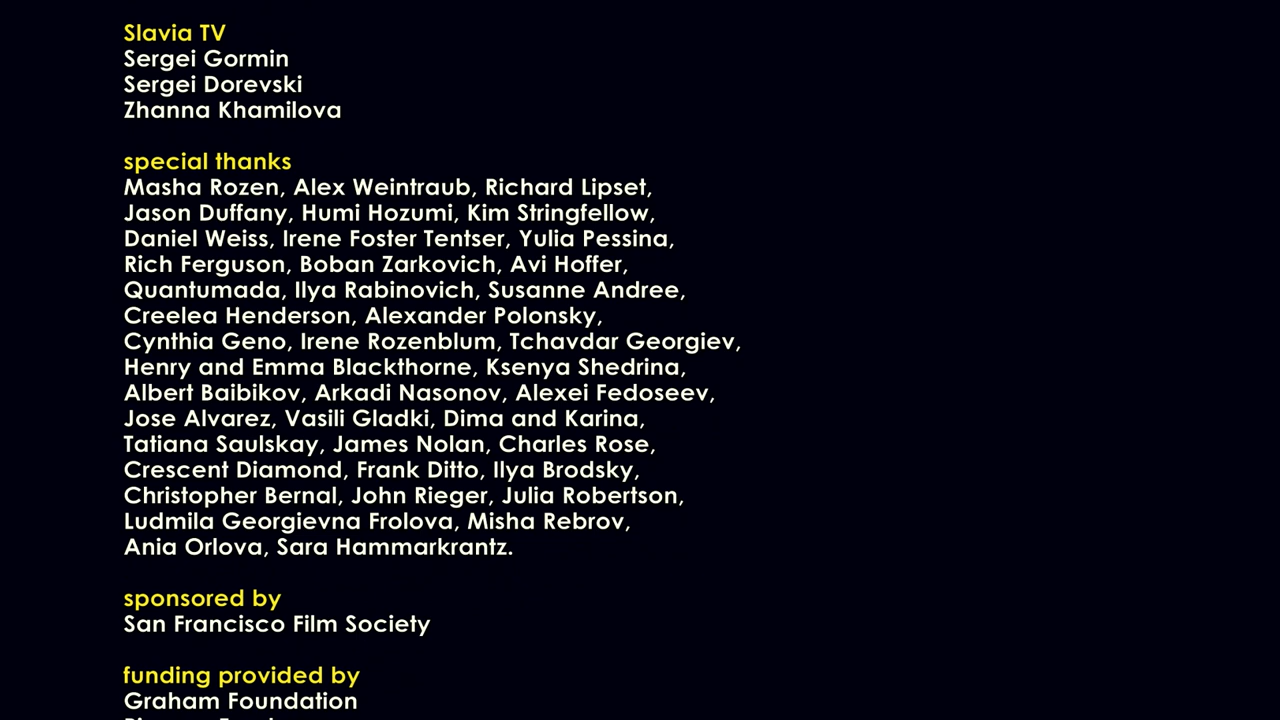 Slavia TV
Sergei Gormin
Sergei Dorevski
Zhanna Khamilova
special thanks
Masha Rozen, Alex Weintraub, Richard Lipset,
Jason Duffany, Humi Hozumi, Kim Stringfellow,
Daniel Weiss, Irene Foster Tentser, Yulia Pessina,
Rich Ferguson, Boban Zarkovich, Avi Hoffer,
Quantumada, Ilya Rabinovich, Susanne Andree,
Creelea Henderson, Alexander Polonsky,
Cynthia Geno, Irene Rozenblum, Tchavdar Georgiev,
Henry and Emma Blackthorne, Ksenya Shedrina,
Albert Baibikov, Arkadi Nasonov, Alexei Fedoseev,
Jose Alvarez, Vasili Gladki, Dima and Karina,
Tatiana Saulskay, James Nolan, Charles Rose,
Crescent Diamond, Frank Ditto, Ilya Brodsky,
Christopher Bernal, John Rieger, Julia Robertson,
Ludmila Georgievna Frolova, Misha Rebrov,
Ania Orlova, Sara Hammarkrantz.
sponsored by
San Francisco Film Society
funding provided by
Graham Foundation